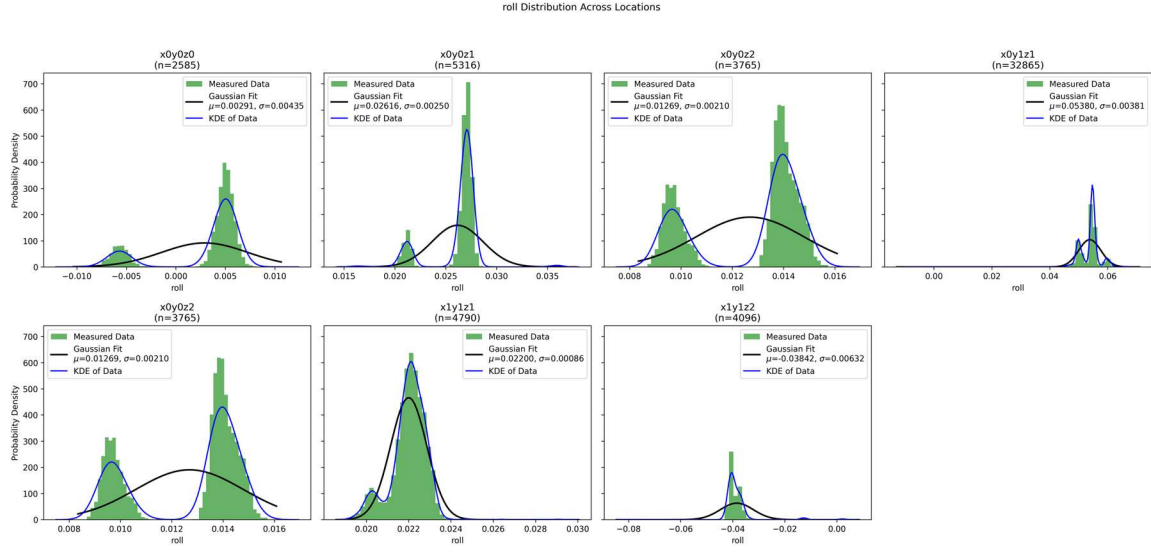 roll Distribution Across Locations
x0y0z0
(n=2585)
x0y0z1
(n=5316)
x0y0z2
(n=3765)
x0y1z1
(n=32865)
Probability Density
700
600
500
400
300
200
100
0
Measured Data
Gaussian Fit
μ=0.00291, σ=0.00435
KDE of Data
−0.010 −0.005 0.000 0.005 0.010
roll
Measured Data
Gaussian Fit
μ=0.02616, σ=0.00250
KDE of Data
0.020 0.025 0.030 0.035
roll
Measured Data
Gaussian Fit
μ=0.01269, σ=0.00210
KDE of Data
0.008 0.010 0.012 0.014 0.016
roll
Measured Data
Gaussian Fit
μ=0.05380, σ=0.00381
KDE of Data
0.00 0.02 0.04 0.06
roll
x0y0z2
(n=3765)
x1y1z1
(n=4790)
x1y1z2
(n=4096)
Probability Density
700
600
500
400
300
200
100
0
Measured Data
Gaussian Fit
μ=0.01269, σ=0.00210
KDE of Data
0.008 0.010 0.012 0.014 0.016
roll
Measured Data
Gaussian Fit
μ=0.02200, σ=0.00086
KDE of Data
0.020 0.022 0.024 0.026 0.028 0.030
roll
Measured Data
Gaussian Fit
μ=-0.03842, σ=0.00632
KDE of Data
−0.08 −0.06 −0.04 −0.02 0.00
roll